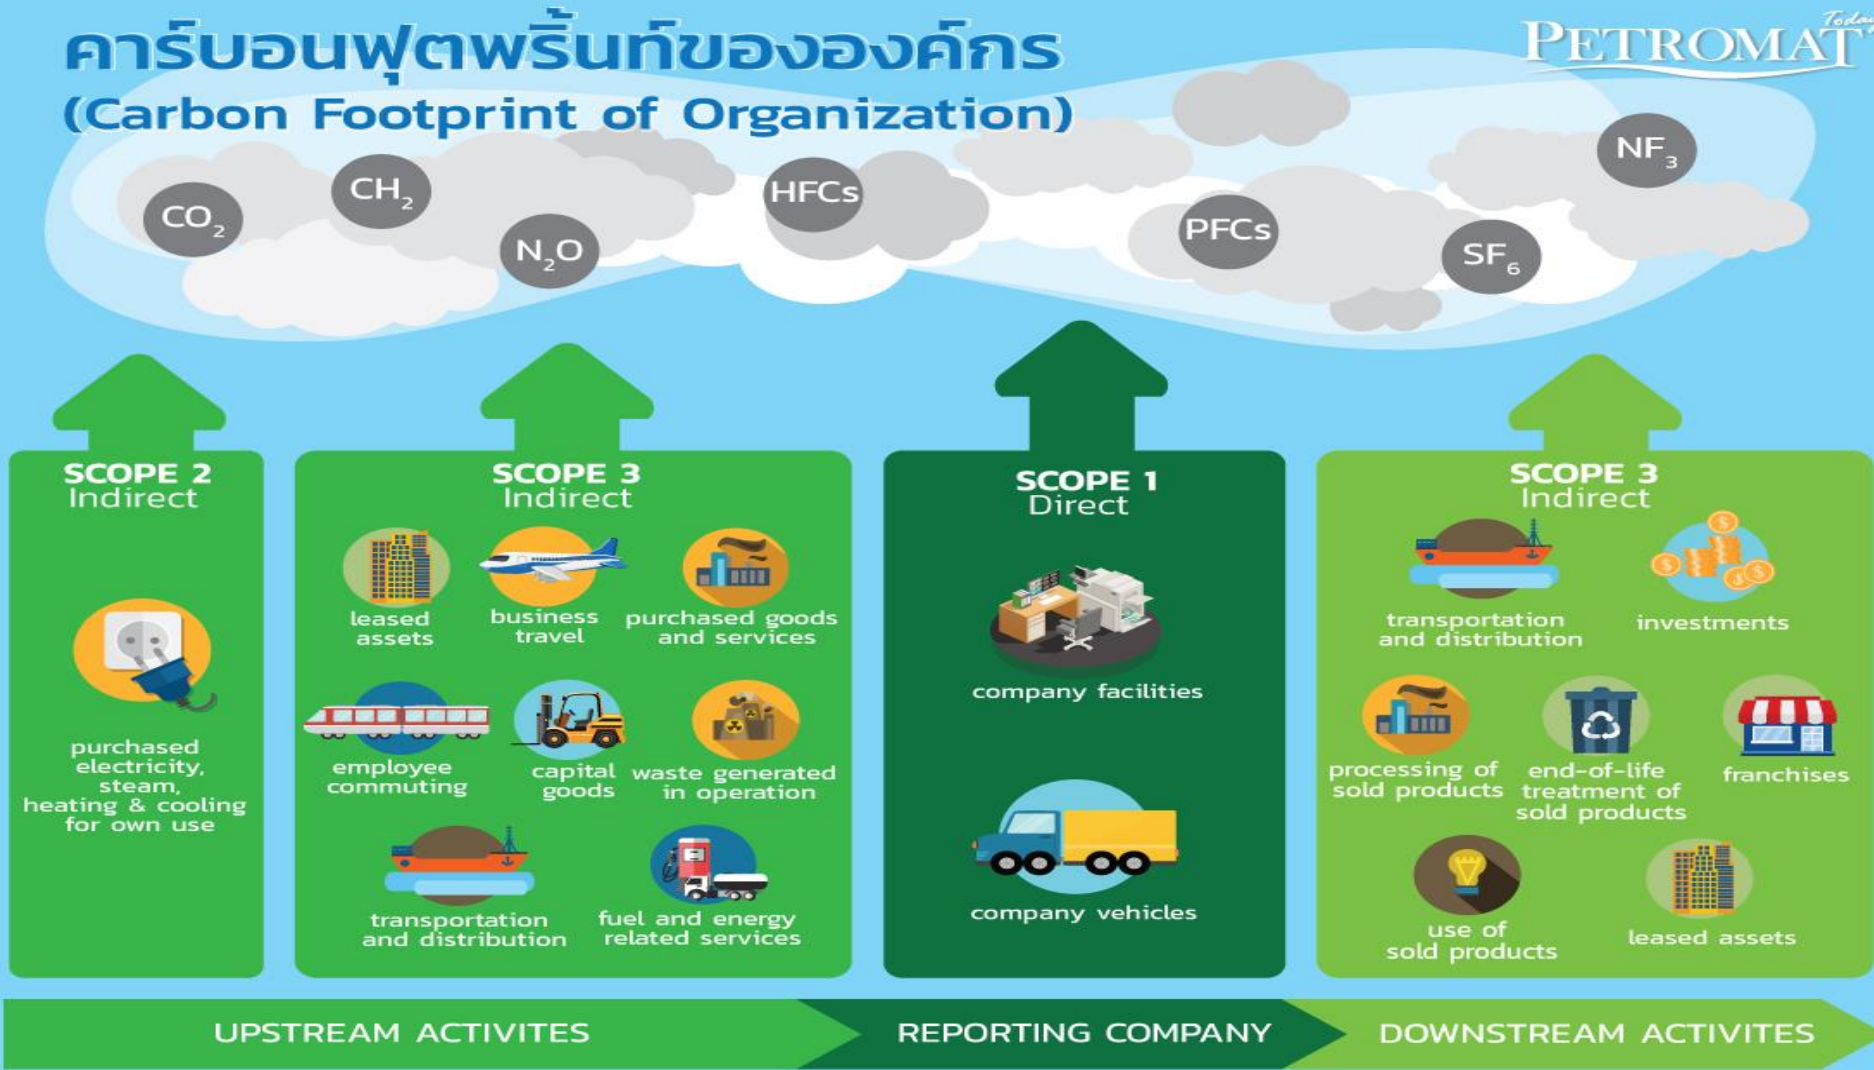 คาร์บอนฟุตพริ้นท์ขององค์กร
(Carbon Footprint of Organization)
PETROMAT
Today
CO₂
CH₂
N₂O
HFCs
PFCs
SF₆
NF₃
SCOPE 2
Indirect
purchased
electricity,
steam,
heating & cooling
for own use
SCOPE 3
Indirect
leased
assets
business
travel
purchased goods
and services
employee
commuting
capital
goods
waste generated
in operation
transportation
and distribution
fuel and energy
related services
SCOPE 1
Direct
company facilities
company vehicles
SCOPE 3
Indirect
transportation
and distribution
investments
processing of
sold products
end-of-life
treatment of
sold products
franchises
use of
sold products
leased assets
UPSTREAM ACTIVITES
REPORTING COMPANY
DOWNSTREAM ACTIVITES